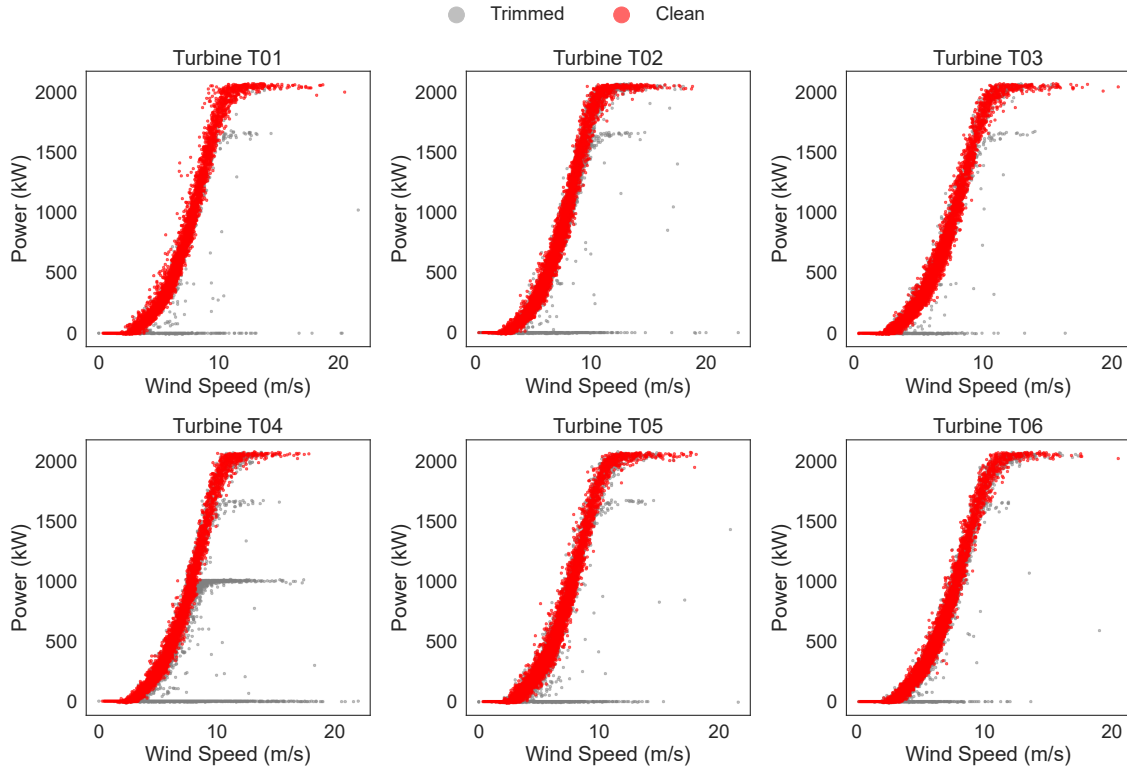 Trimmed Clean
Turbine T01
Turbine T02
Turbine T03
Power (kW)
2000
1500
1000
500
0
0 10 20
Wind Speed (m/s)
Power (kW)
2000
1500
1000
500
0
0 10 20
Wind Speed (m/s)
Power (kW)
2000
1500
1000
500
0
0 10 20
Wind Speed (m/s)
Turbine T04
Turbine T05
Turbine T06
Power (kW)
2000
1500
1000
500
0
0 10 20
Wind Speed (m/s)
Power (kW)
2000
1500
1000
500
0
0 10 20
Wind Speed (m/s)
Power (kW)
2000
1500
1000
500
0
0 10 20
Wind Speed (m/s)